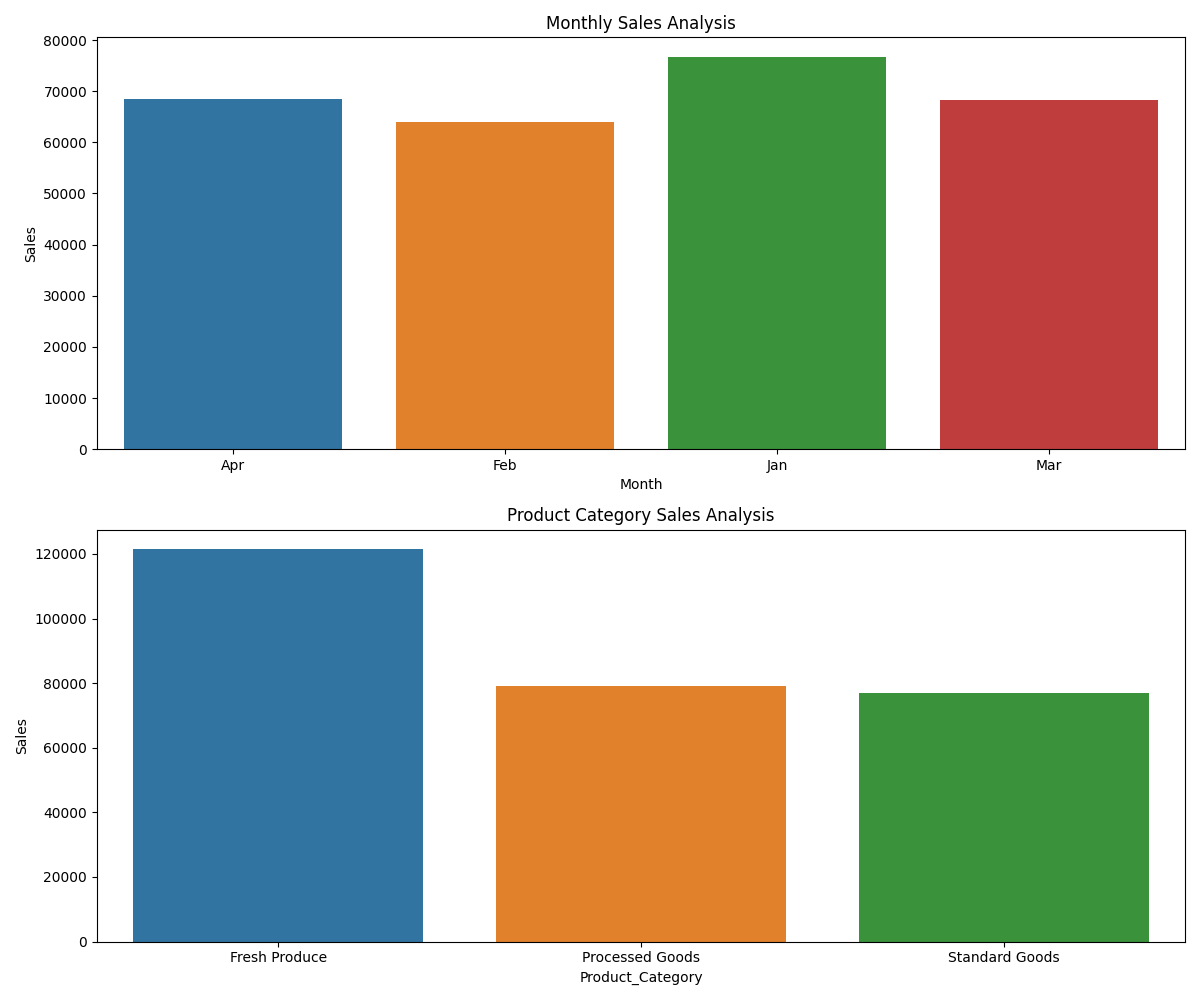 Monthly Sales Analysis
80000
70000
60000
50000
40000
30000
20000
10000
0
Sales
Apr Feb Jan Mar
Month
Product Category Sales Analysis
120000
100000
80000
60000
40000
20000
0
Sales
Fresh Produce Processed Goods Standard Goods
Product_Category